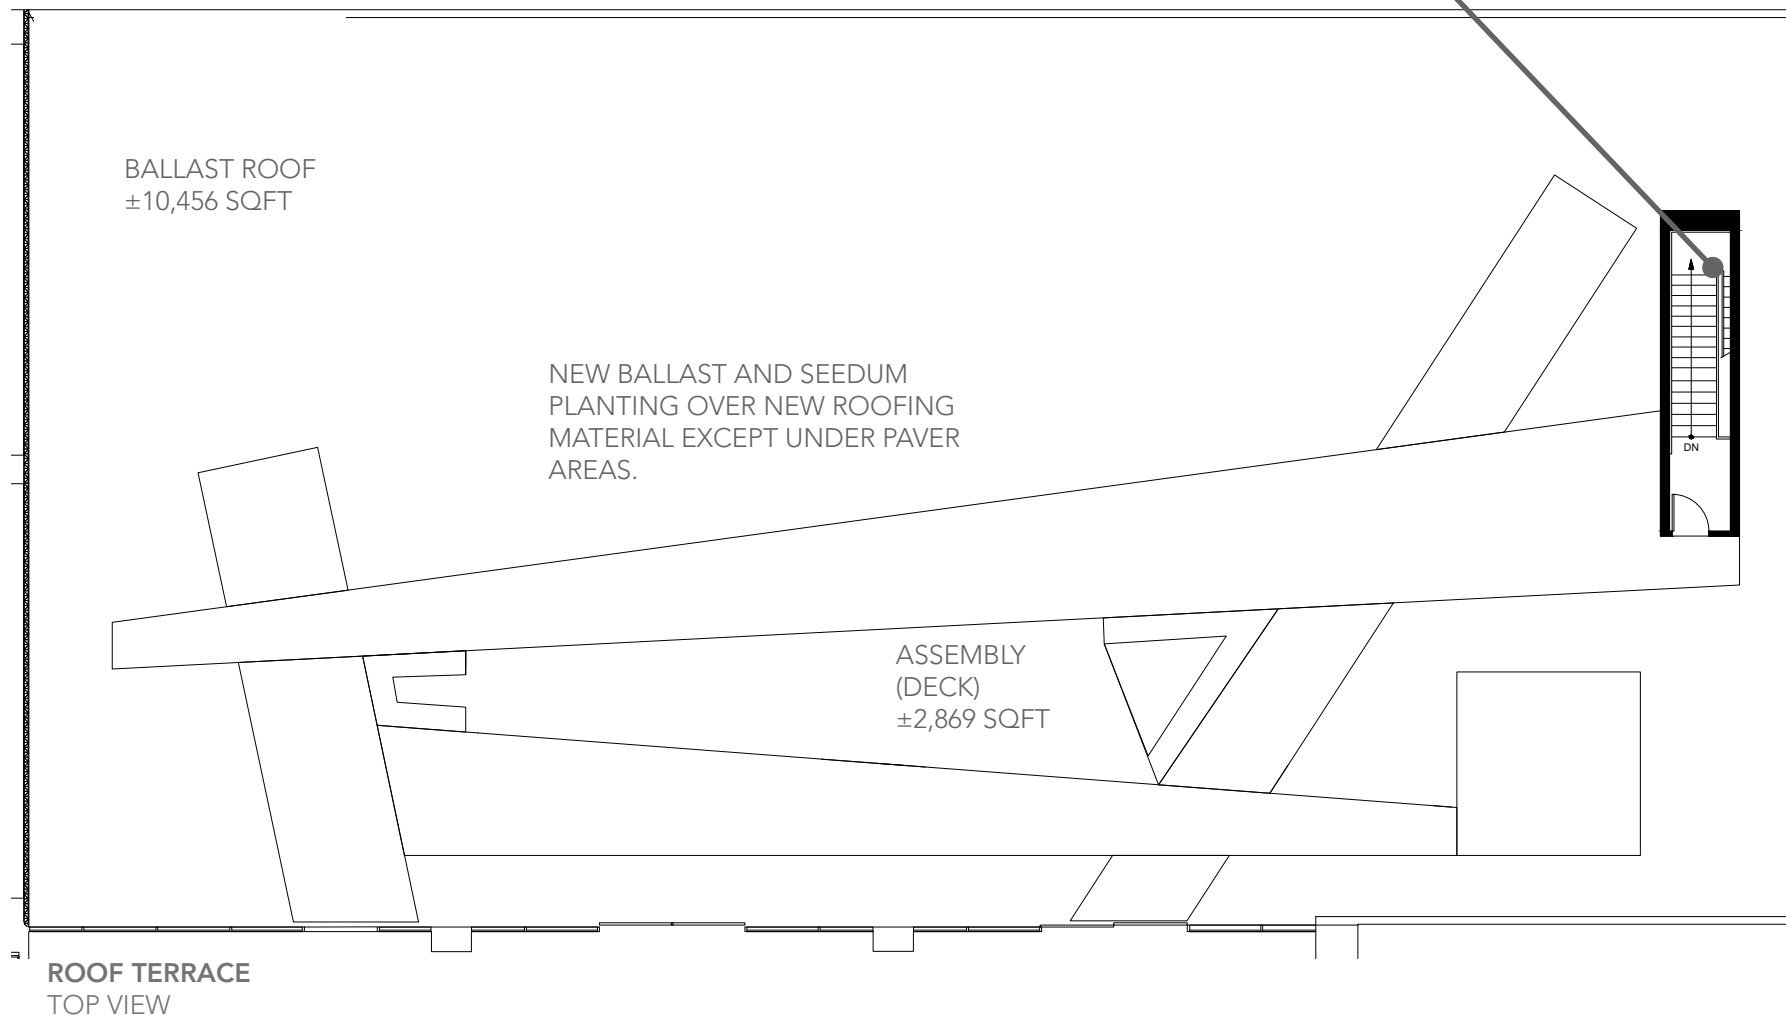 BALLAST ROOF
±10,456 SQFT
NEW BALLAST AND SEEDUM
PLANTING OVER NEW ROOFING
MATERIAL EXCEPT UNDER PAVER
AREAS.
DN
ASSEMBLY
(DECK)
±2,869 SQFT
ROOF TERRACE
TOP VIEW